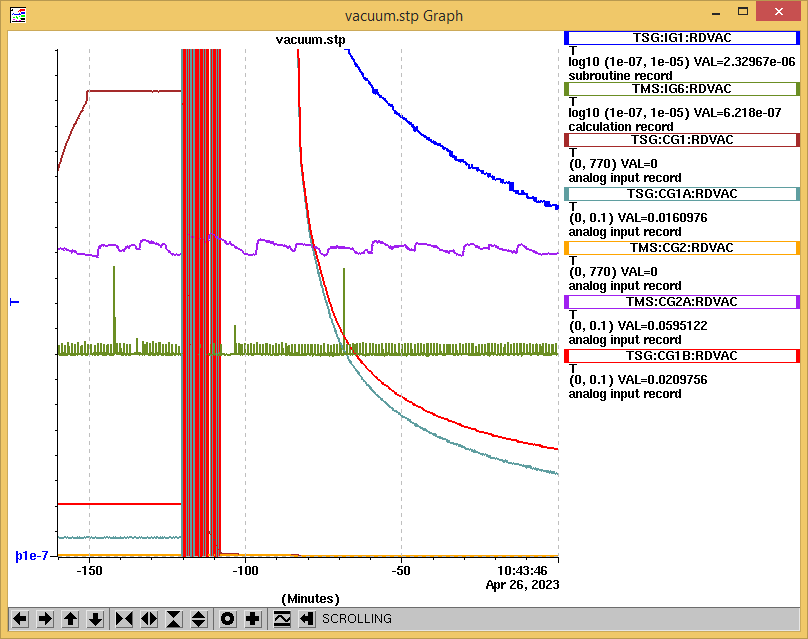 vacuum.stp Graph
vacuum.stp
TSG:IG1:RDVAC
T
log10 (1e-07, 1e-05) VAL=2.32967e-06
subroutine record
TMS:IG6:RDVAC
T
log10 (1e-07, 1e-05) VAL=6.218e-07
calculation record
TSG:CG1:RDVAC
T
(0, 770) VAL=0
analog input record
TSG:CG1A:RDVAC
T
(0, 0.1) VAL=0.0160976
analog input record
TMS:CG2:RDVAC
T
(0, 770) VAL=0
analog input record
TMS:CG2A:RDVAC
T
(0, 0.1) VAL=0.0595122
analog input record
TSG:CG1B:RDVAC
T
(0, 0.1) VAL=0.0209756
analog input record
T
1e-7
-150
-100
-50
10:43:46
Apr 26, 2023
(Minutes)
SCROLLING